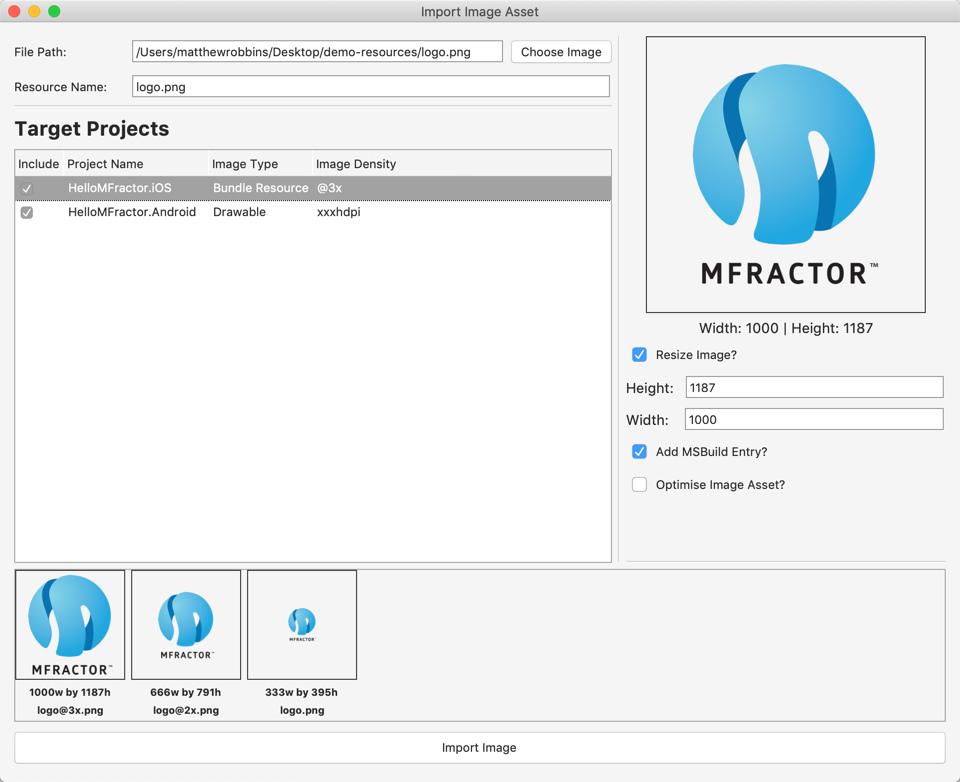 Import Image Asset
File Path: /Users/matthewrobbins/Desktop/demo-resources/logo.png Choose Image
Resource Name: logo.png
Target Projects
Include Project Name Image Type Image Density
HelloMFractor.iOS Bundle Resource @3x
HelloMFractor.Android Drawable xxxhdpi
MFRACTOR™
Width: 1000 | Height: 1187
Resize Image?
Height: 1187
Width: 1000
Add MSBuild Entry?
Optimise Image Asset?
MFRACTOR™
1000w by 1187h
logo@3x.png
MFRACTOR™
666w by 791h
logo@2x.png
MFRACTOR™
333w by 395h
logo.png
Import Image